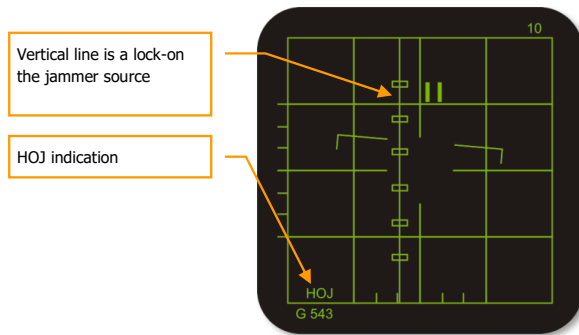 10
Vertical line is a lock-on
the jammer source
HOJ indication
HOJ
G 543